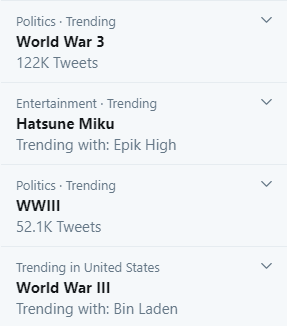 Politics · Trending
World War 3
122K Tweets
Entertainment · Trending
Hatsune Miku
Trending with: Epik High
Politics · Trending
WWIII
52.1K Tweets
Trending in United States
World War III
Trending with: Bin Laden